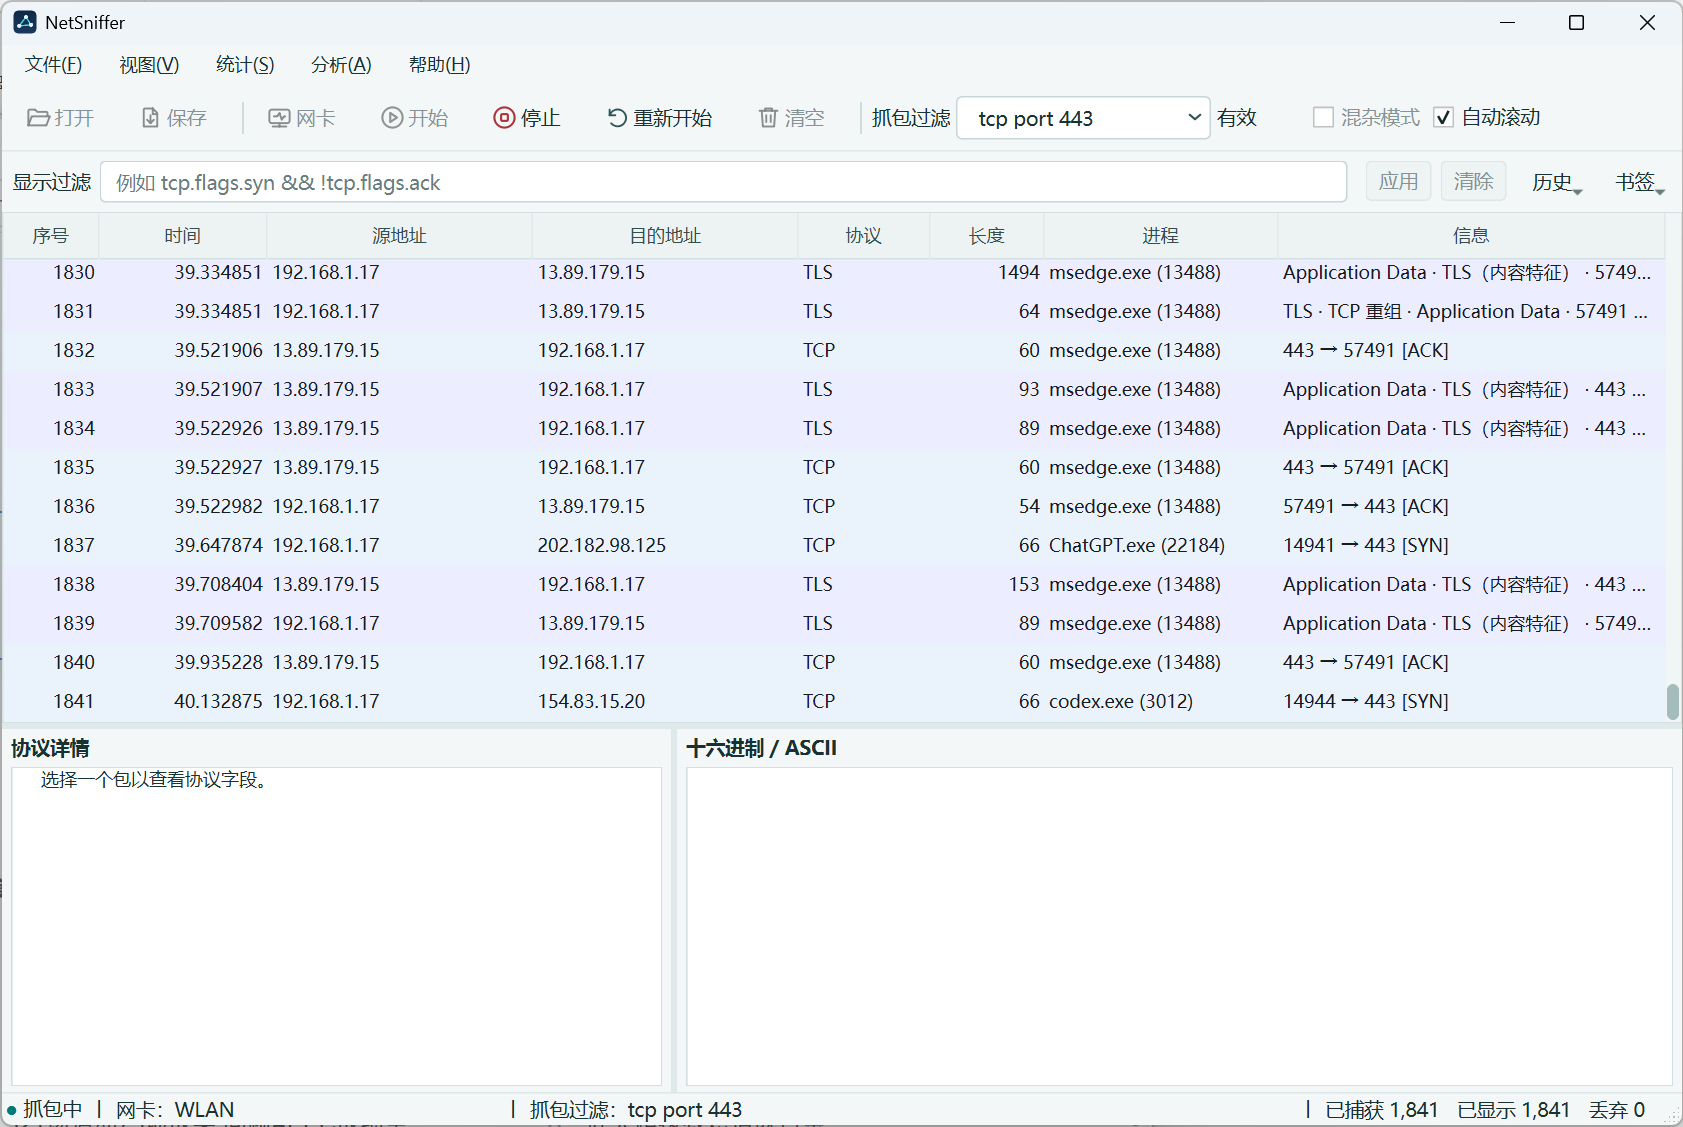 NetSniffer
文件(F) 视图(V) 统计(S) 分析(A) 帮助(H)
打开 保存 网卡 开始 停止 重新开始 清空 抓包过滤 tcp port 443 有效 混杂模式 自动滚动
显示过滤 例如 tcp.flags.syn && !tcp.flags.ack 应用 清除 历史 书签
序号 时间 源地址 目的地址 协议 长度 进程 信息
1830 39.334851 192.168.1.17 13.89.179.15 TLS 1494 msedge.exe (13488) Application Data · TLS（内容特征） · 5749...
1831 39.334851 192.168.1.17 13.89.179.15 TLS 64 msedge.exe (13488) TLS · TCP 重组 · Application Data · 57491 ...
1832 39.521906 13.89.179.15 192.168.1.17 TCP 60 msedge.exe (13488) 443 → 57491 [ACK]
1833 39.521907 13.89.179.15 192.168.1.17 TLS 93 msedge.exe (13488) Application Data · TLS（内容特征） · 443 ...
1834 39.522926 13.89.179.15 192.168.1.17 TLS 89 msedge.exe (13488) Application Data · TLS（内容特征） · 443 ...
1835 39.522927 13.89.179.15 192.168.1.17 TCP 60 msedge.exe (13488) 443 → 57491 [ACK]
1836 39.522982 192.168.1.17 13.89.179.15 TCP 54 msedge.exe (13488) 57491 → 443 [ACK]
1837 39.647874 192.168.1.17 202.182.98.125 TCP 66 ChatGPT.exe (22184) 14941 → 443 [SYN]
1838 39.708404 13.89.179.15 192.168.1.17 TLS 153 msedge.exe (13488) Application Data · TLS（内容特征） · 443 ...
1839 39.709582 192.168.1.17 13.89.179.15 TLS 89 msedge.exe (13488) Application Data · TLS（内容特征） · 5749...
1840 39.935228 13.89.179.15 192.168.1.17 TCP 60 msedge.exe (13488) 443 → 57491 [ACK]
1841 40.132875 192.168.1.17 154.83.15.20 TCP 66 codex.exe (3012) 14944 → 443 [SYN]
协议详情 十六进制 / ASCII
选择一个包以查看协议字段。
抓包中 | 网卡：WLAN | 抓包过滤：tcp port 443 | 已捕获 1,841 已显示 1,841 丢弃 0